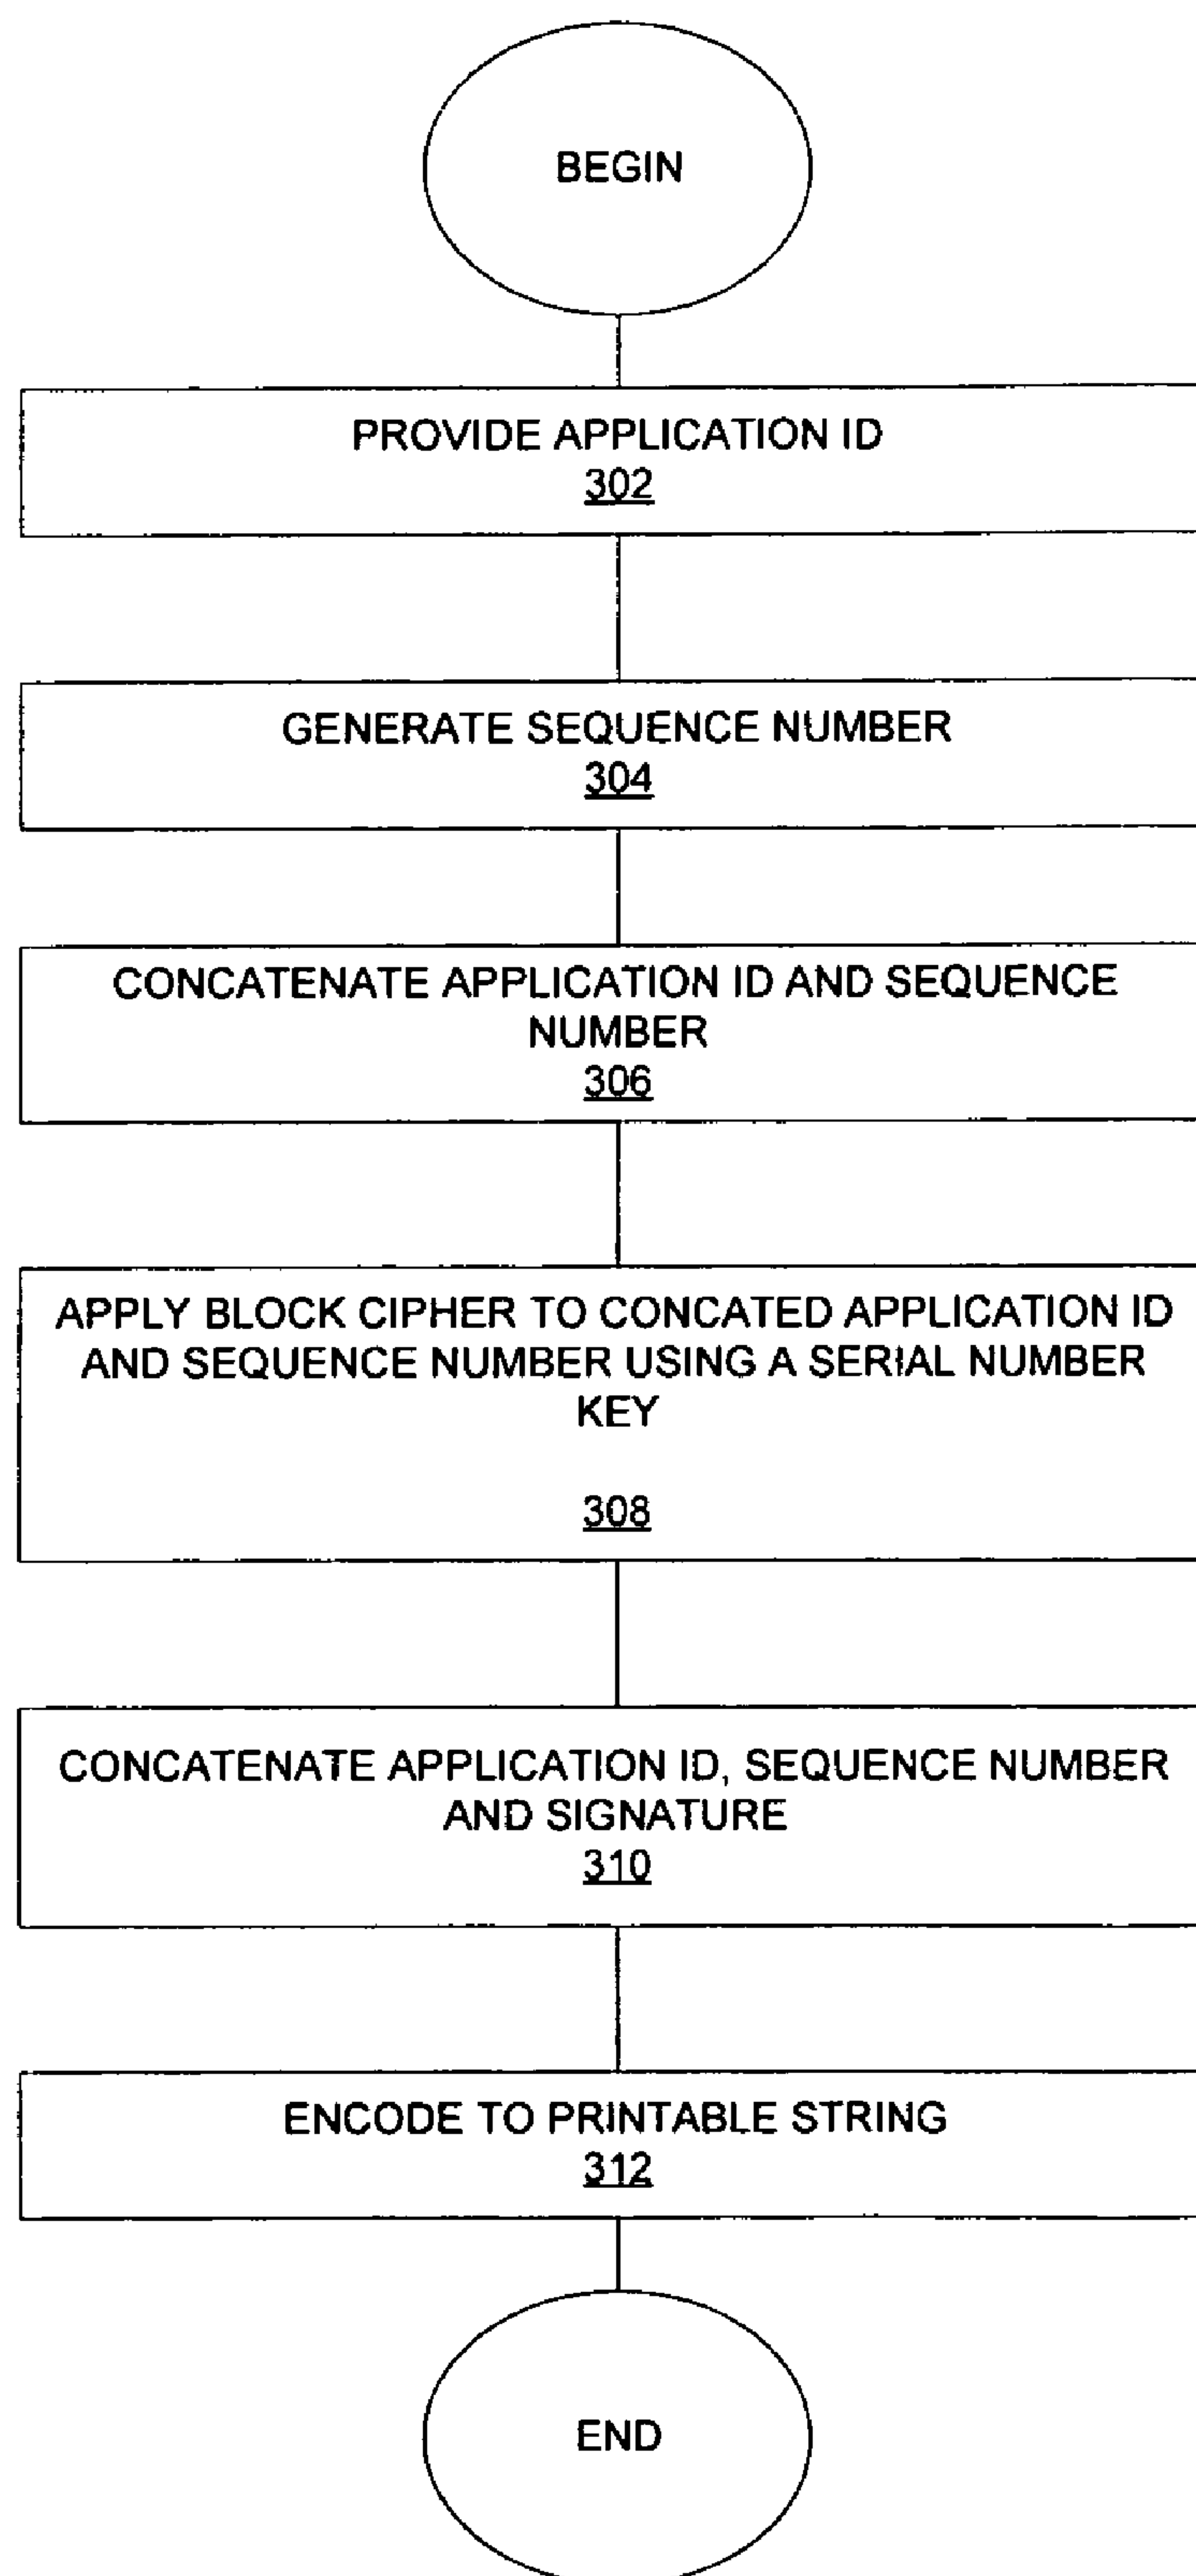 BEGIN
PROVIDE APPLICATION ID
302
GENERATE SEQUENCE NUMBER
304
CONCATENATE APPLICATION ID AND SEQUENCE
NUMBER
306
APPLY BLOCK CIPHER TO CONCATED APPLICATION ID
AND SEQUENCE NUMBER USING A SERIAL NUMBER
KEY
308
CONCATENATE APPLICATION ID, SEQUENCE NUMBER
AND SIGNATURE
310
ENCODE TO PRINTABLE STRING
312
END